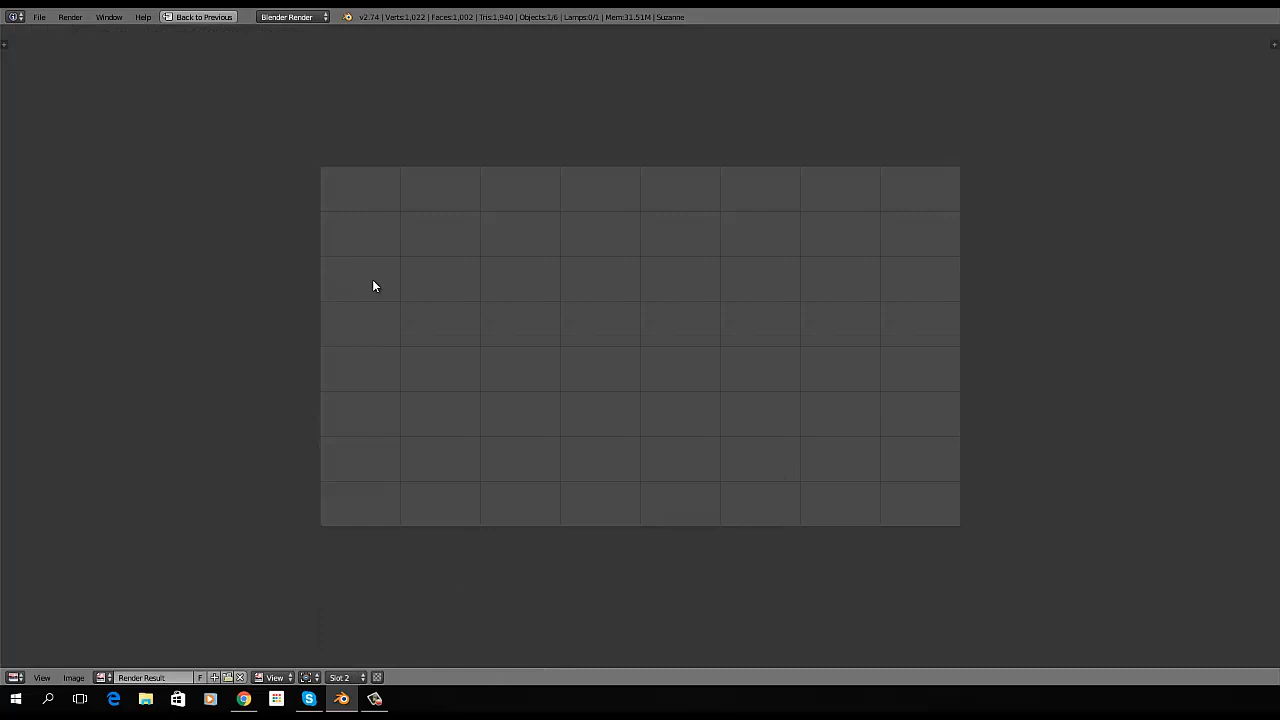 File Render Window Help Back to Previous Blender Render v2.74 | Verts:1,022 | Faces:1,002 | Tris:1,940 | Objects:1/6 | Lamps:0/1 | Mem:31.51M | Suzanne
View Image Render Result F View Slot 2